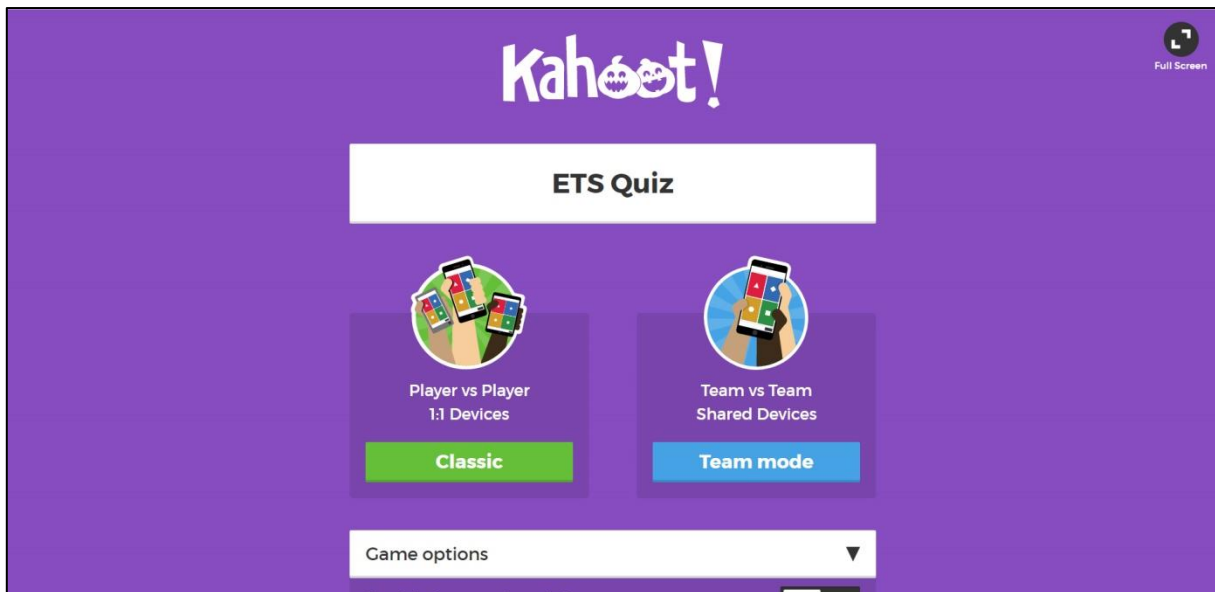 Kahoot!
Full Screen
ETS Quiz
Player vs Player
1:1 Devices
Classic
Team vs Team
Shared Devices
Team mode
Game options